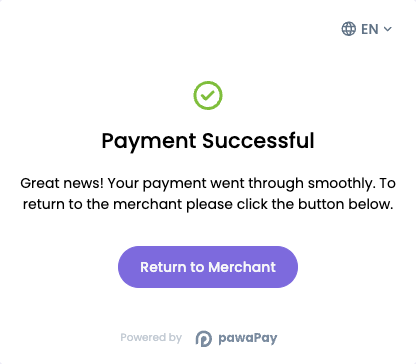 EN
Payment Successful
Great news! Your payment went through smoothly. To
return to the merchant please click the button below.
Return to Merchant
Powered by pawaPay